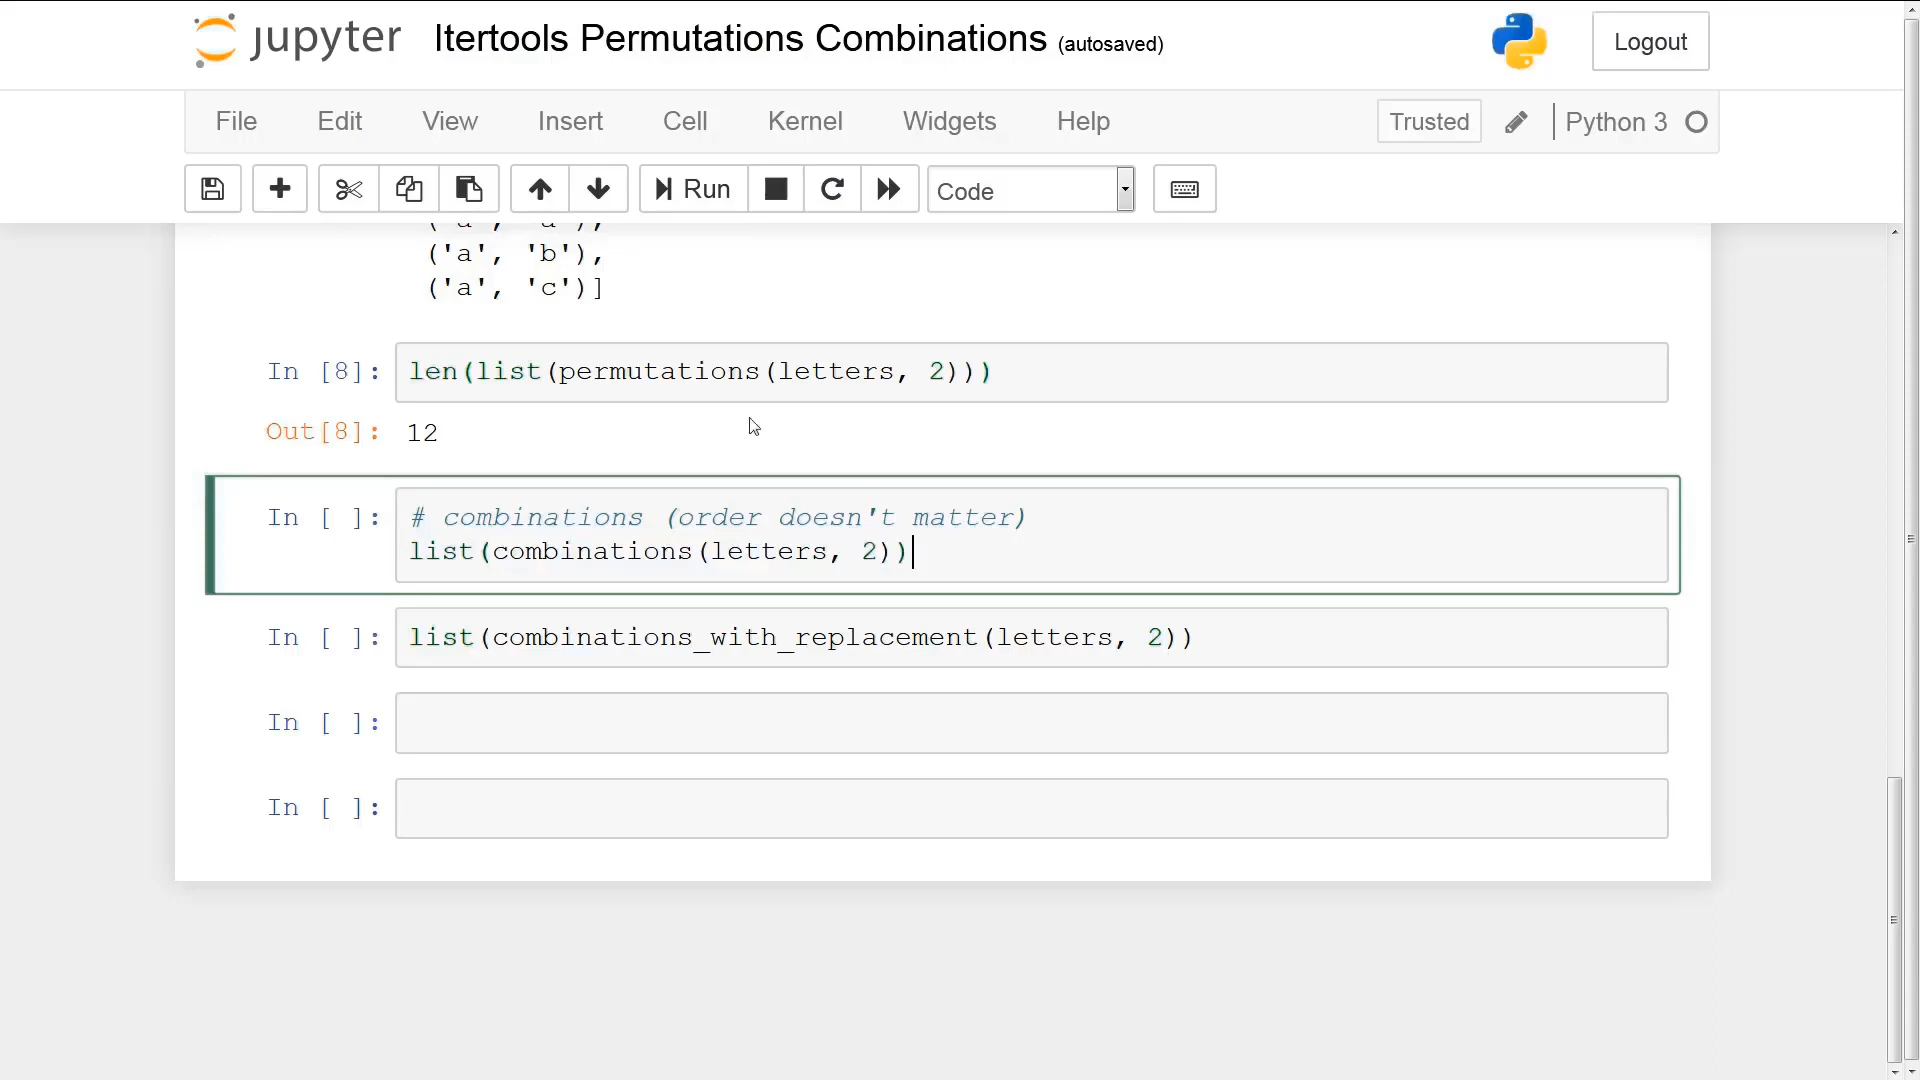 jupyter Itertools Permutations Combinations (autosaved) Logout
File Edit View Insert Cell Kernel Widgets Help Trusted Python 3
Run Code
('a', 'b'),
('a', 'c')]
In [8]: len(list(permutations(letters, 2)))
Out[8]: 12
In [ ]: # combinations (order doesn't matter)
list(combinations(letters, 2))
In [ ]: list(combinations_with_replacement(letters, 2))
In [ ]:
In [ ]: